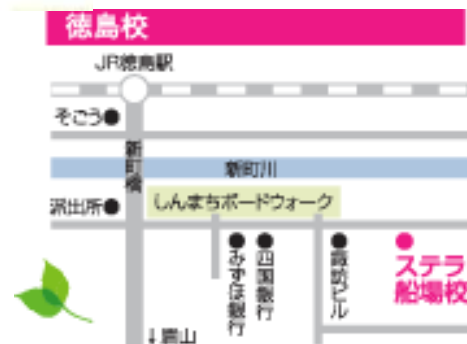 徳島校
JR徳島駅
そごう
新町橋
新町川
派出所
しんまちボードウォーク
みずほ銀行
四国銀行
諏訪ビル
ステラ
船場校
↓眉山